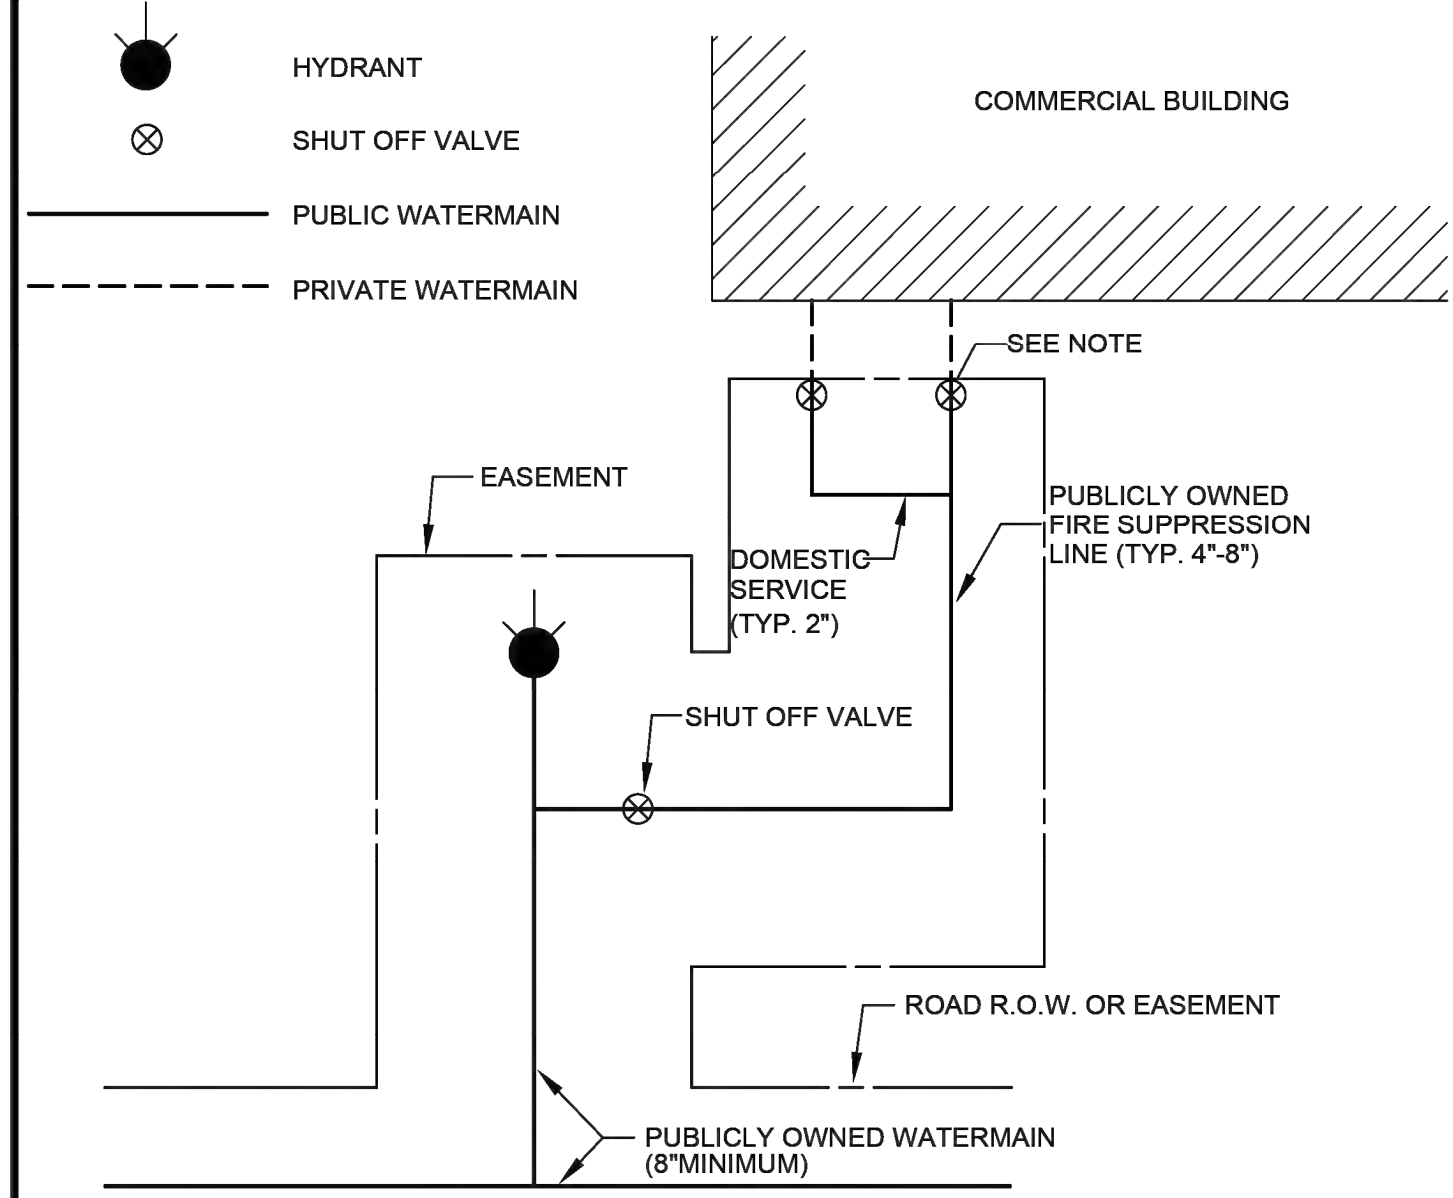 HYDRANT
COMMERCIAL BUILDING
SHUT OFF VALVE
PUBLIC WATERMAIN
PRIVATE WATERMAIN
SEE NOTE
EASEMENT
PUBLICLY OWNED
FIRE SUPPRESSION
LINE (TYP. 4"-8")
DOMESTIC
SERVICE
(TYP. 2")
SHUT OFF VALVE
ROAD R.O.W. OR EASEMENT
PUBLICLY OWNED WATERMAIN
(8"MINIMUM)